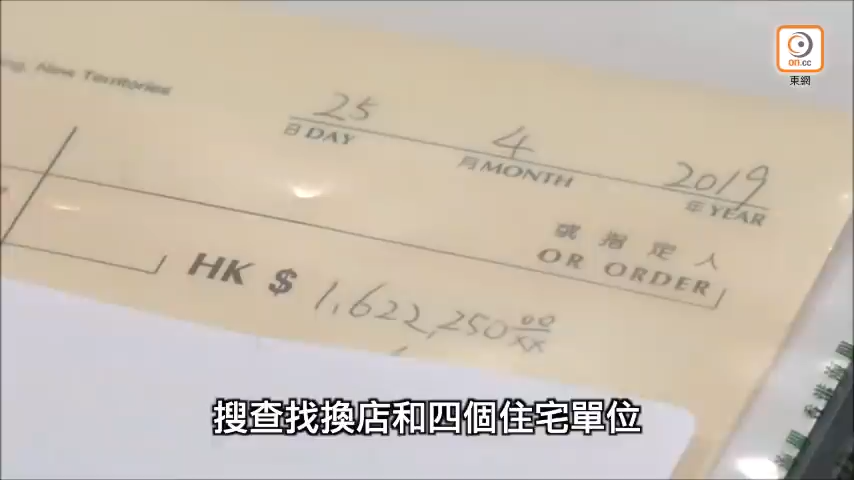 on.cc
東網
ng, New Territories
25 4 2019
日 DAY 月 MONTH 年 YEAR
或指定人
OR ORDER
HK $ 1,622,250 00/xx
搜查找換店和四個住宅單位